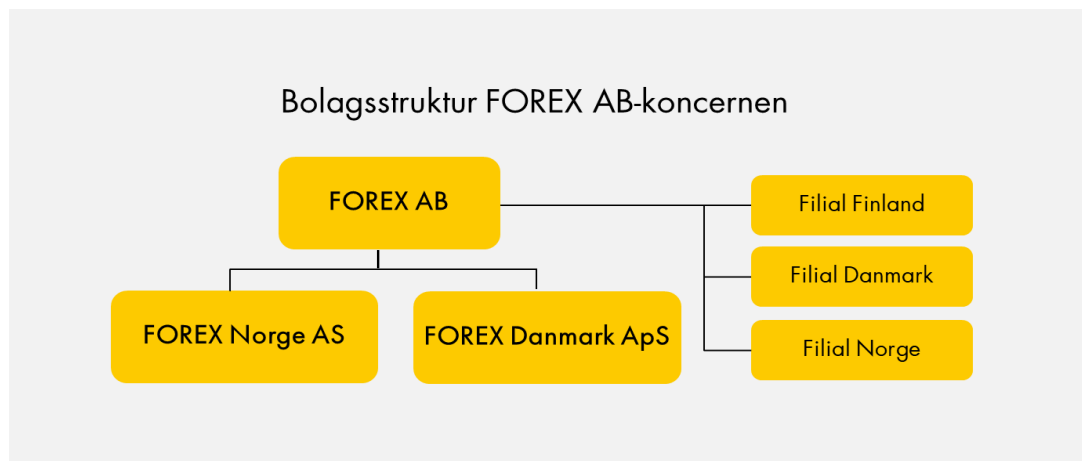 Bolagsstruktur FOREX AB-koncernen
FOREX AB
Filial Finland
Filial Danmark
FOREX Norge AS
FOREX Danmark ApS
Filial Norge